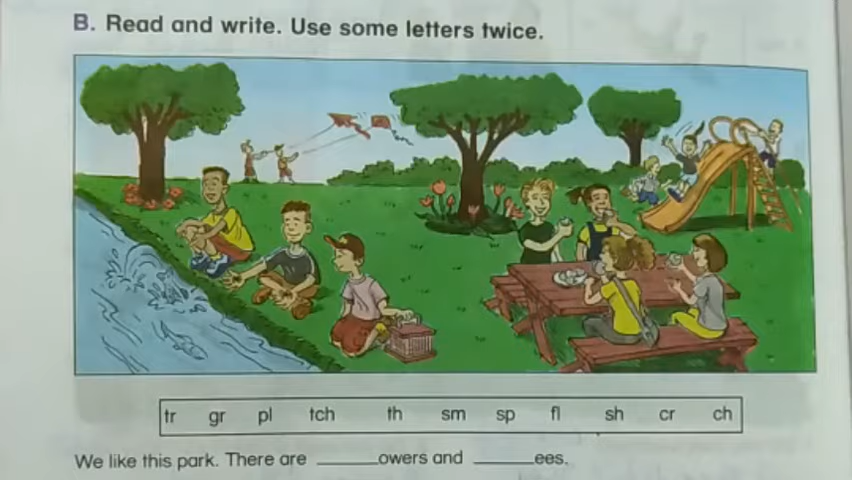 B. Read and write. Use some letters twice.
tr gr pl tch th sm sp fl sh cr ch
We like this park. There are ______owers and ______ees.